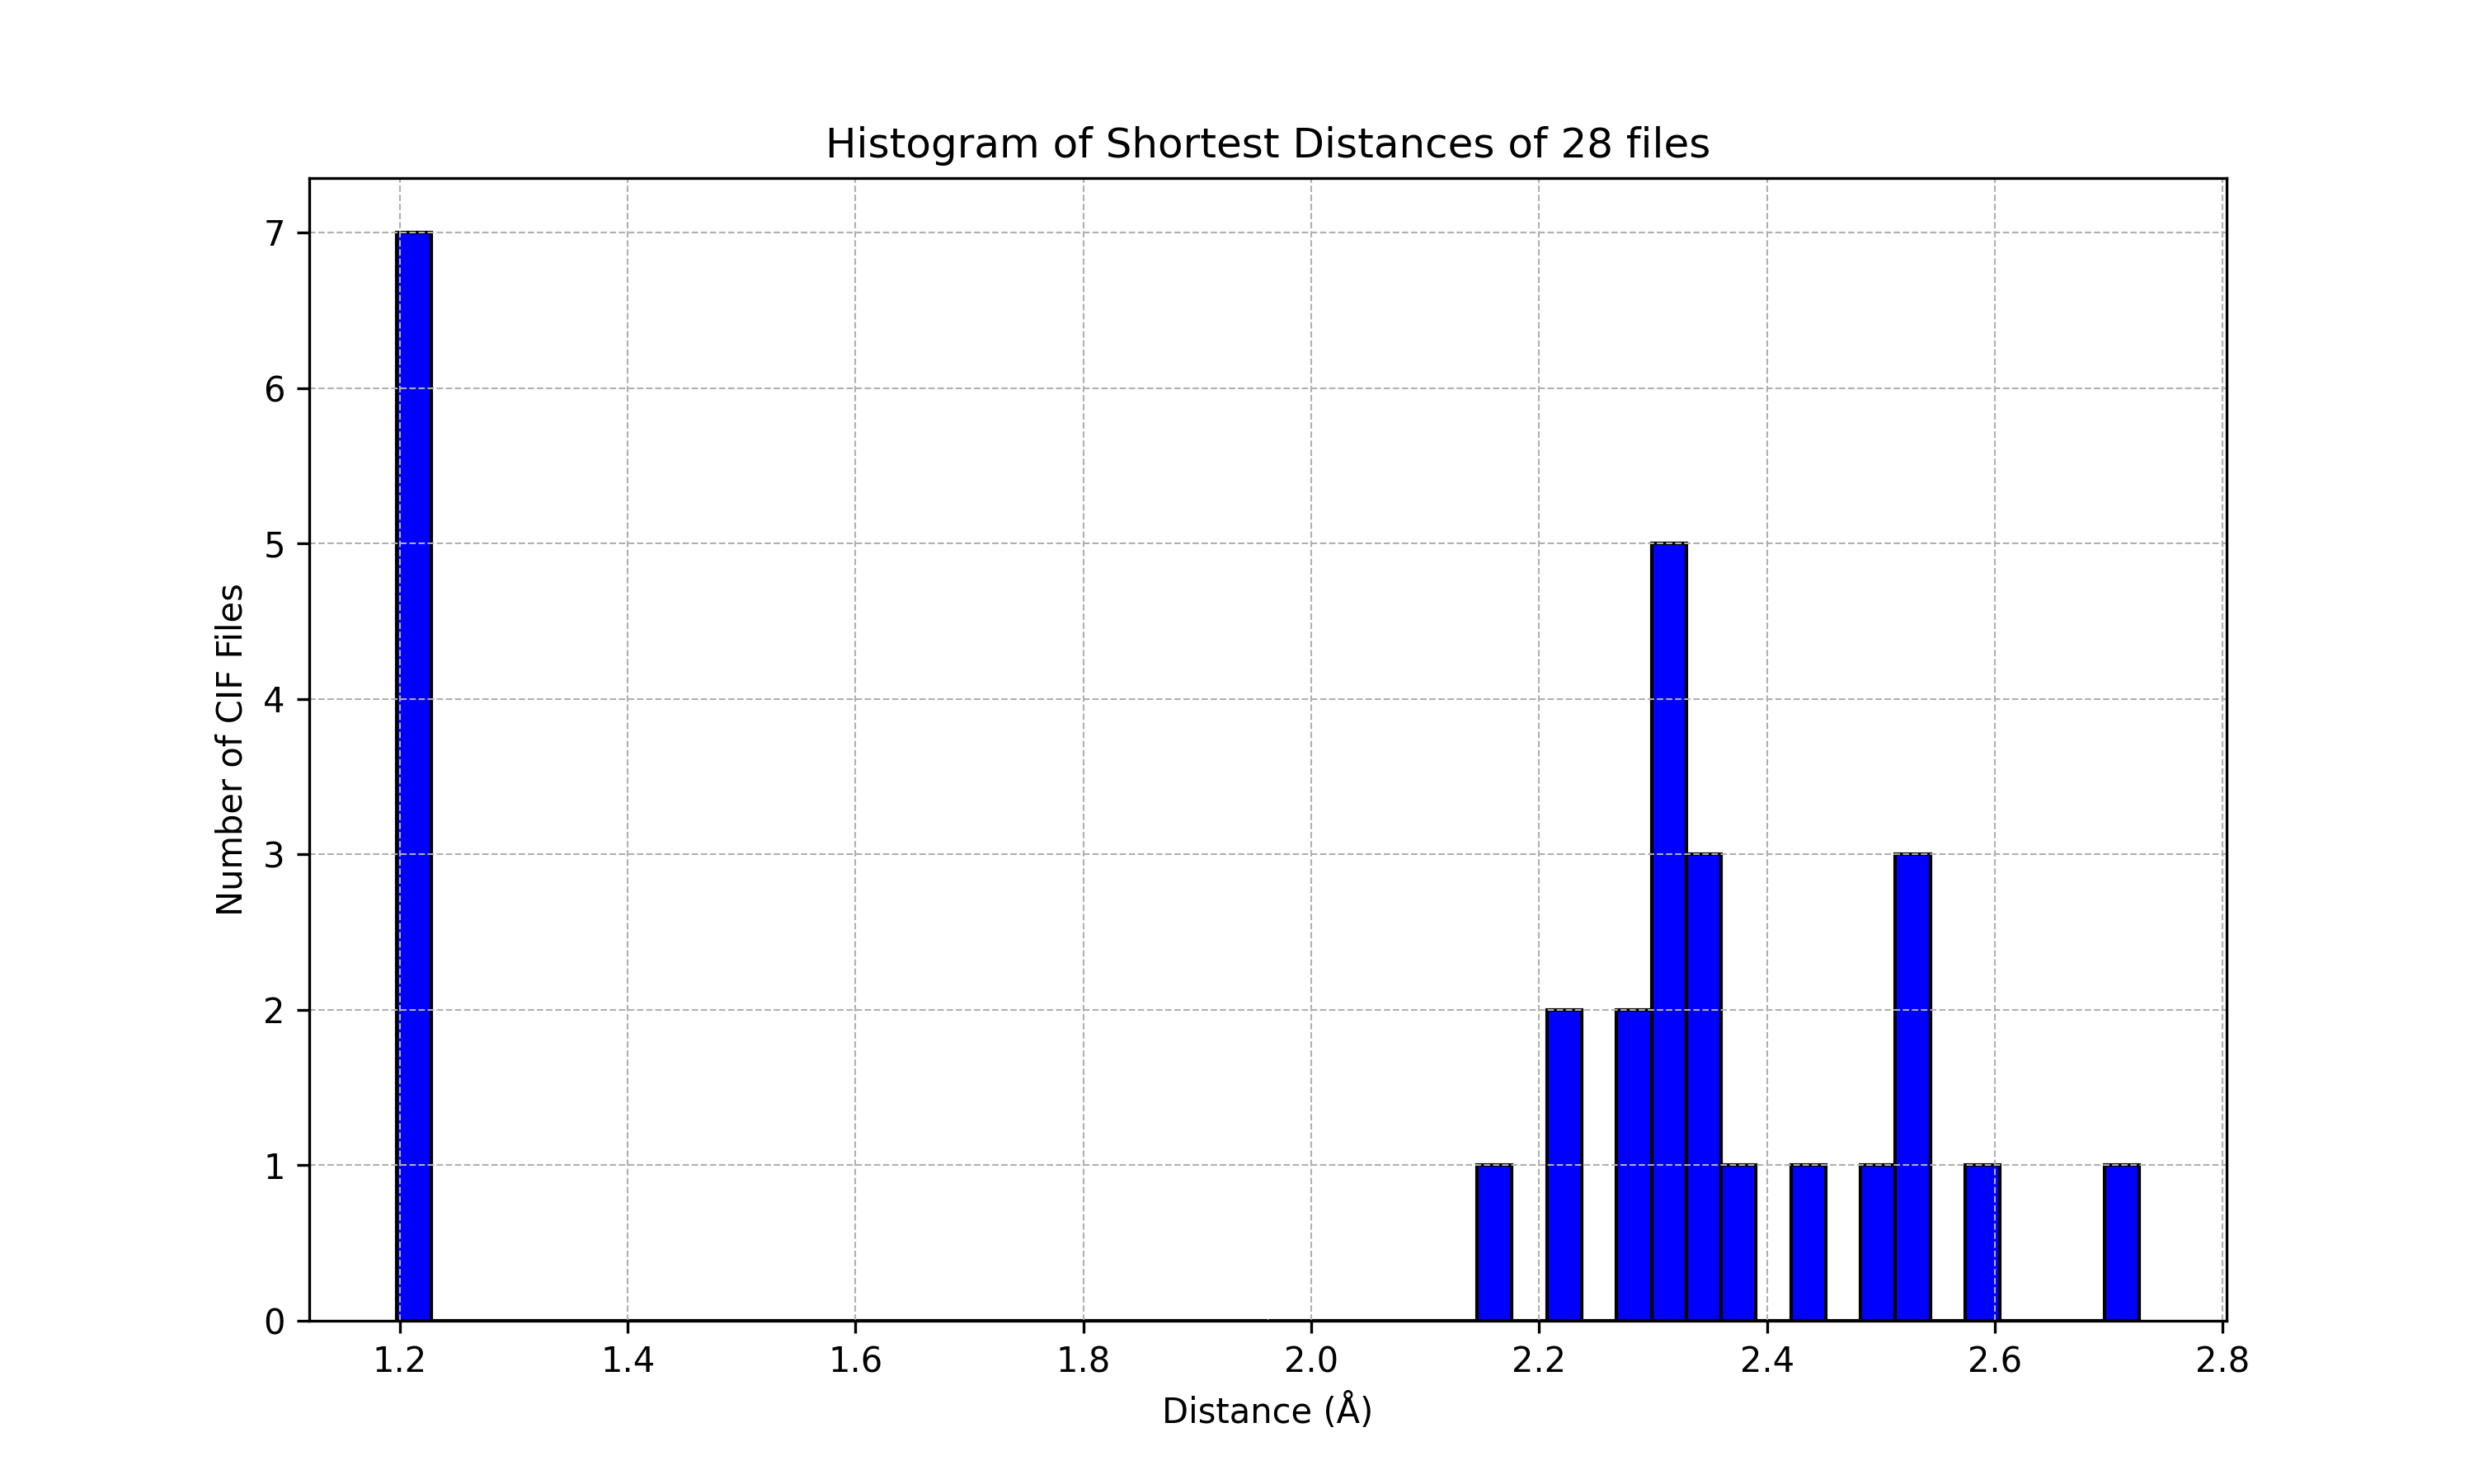 Histogram of Shortest Distances of 28 files
7
6
5
4
3
2
1
0
Number of CIF Files
1.2 1.4 1.6 1.8 2.0 2.2 2.4 2.6 2.8
Distance (Å)